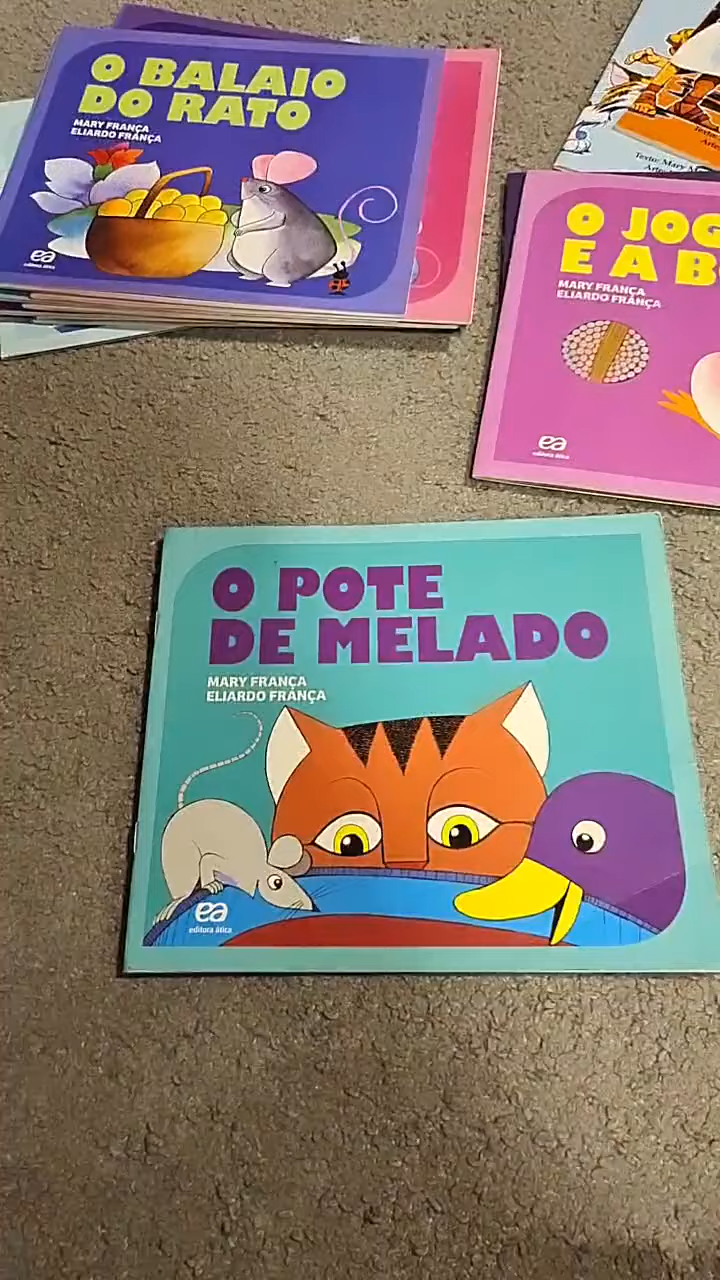 O BALAIO
DO RATO
MARY FRANÇA
ELIARDO FRANÇA
ea
editora ática
Texto: Mary
Arte
O JOG
E A B
MARY FRANÇA
ELIARDO FRANÇA
ea
editora ática
O POTE
DE MELADO
MARY FRANÇA
ELIARDO FRANÇA
ea
editora ática